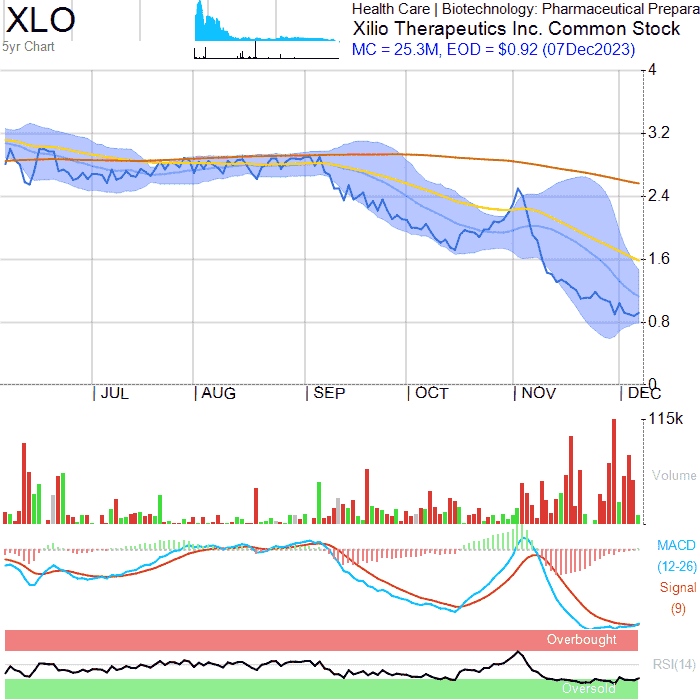 XLO
5yr Chart
Health Care | Biotechnology: Pharmaceutical Prepara
Xilio Therapeutics Inc. Common Stock
MC = 25.3M, EOD = $0.92 (07Dec2023)
4
3.2
2.4
1.6
0.8
0
JUL AUG SEP OCT NOV DEC
115k
Volume
MACD
(12-26)
Signal
(9)
Overbought
RSI(14)
Oversold